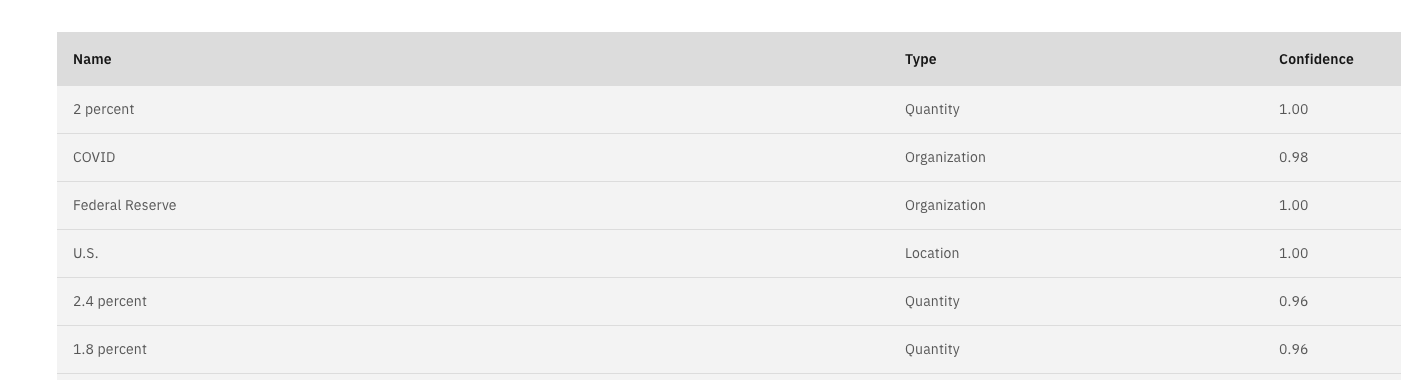 Name Type Confidence
2 percent Quantity 1.00
COVID Organization 0.98
Federal Reserve Organization 1.00
U.S. Location 1.00
2.4 percent Quantity 0.96
1.8 percent Quantity 0.96